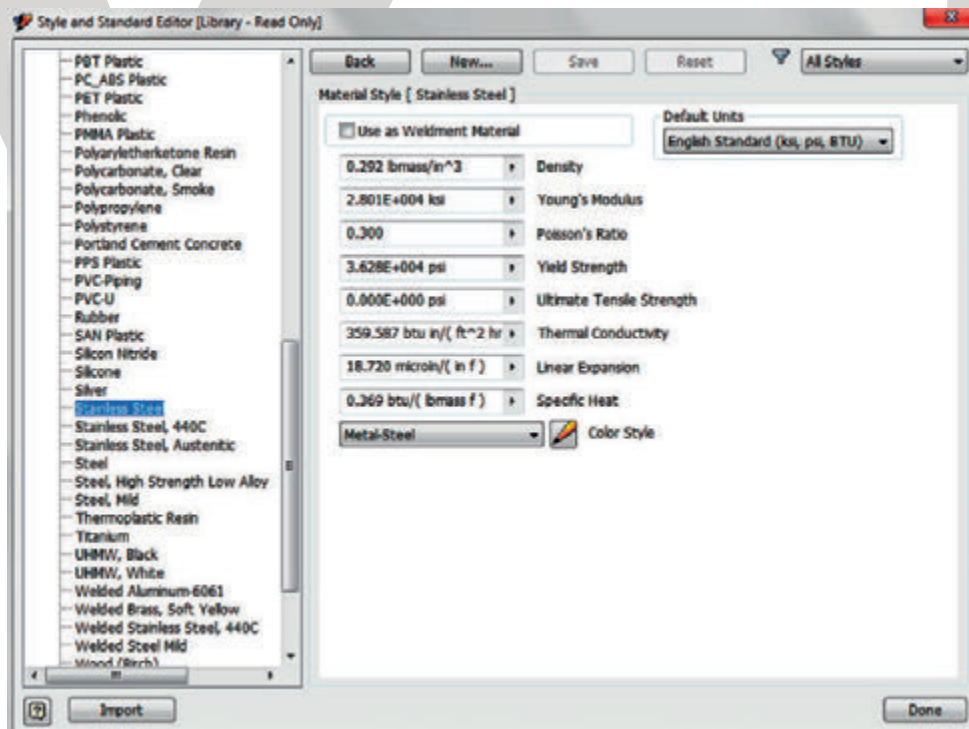 Style and Standard Editor [Library - Read Only]
PBT Plastic
PC_ABS Plastic
PET Plastic
Phenolic
PMMA Plastic
Polyaryletherketone Resin
Polycarbonate, Clear
Polycarbonate, Smoke
Polypropylene
Polystyrene
Portland Cement Concrete
PPS Plastic
PVC-Piping
PVC-U
Rubber
SAN Plastic
Silicon Nitride
Silicone
Silver
Stainless Steel
Stainless Steel, 440C
Stainless Steel, Austenitic
Steel
Steel, High Strength Low Alloy
Steel, Mild
Thermoplastic Resin
Titanium
UHMW, Black
UHMW, White
Welded Aluminum-6061
Welded Brass, Soft Yellow
Welded Stainless Steel, 440C
Welded Steel Mild
Wood (Birch)
Import
Back New... Save Reset All Styles
Material Style [ Stainless Steel ]
Use as Weldment Material
Default Units
English Standard (ksi, psi, BTU)
0.292 lbmass/in^3 Density
2.801E+004 ksi Young's Modulus
0.300 Poisson's Ratio
3.628E+004 psi Yield Strength
0.000E+000 psi Ultimate Tensile Strength
359.587 btu in/( ft^2 hr Thermal Conductivity
18.720 microin/( in f ) Linear Expansion
0.369 btu/( lbmass f ) Specific Heat
Metal-Steel Color Style
Done